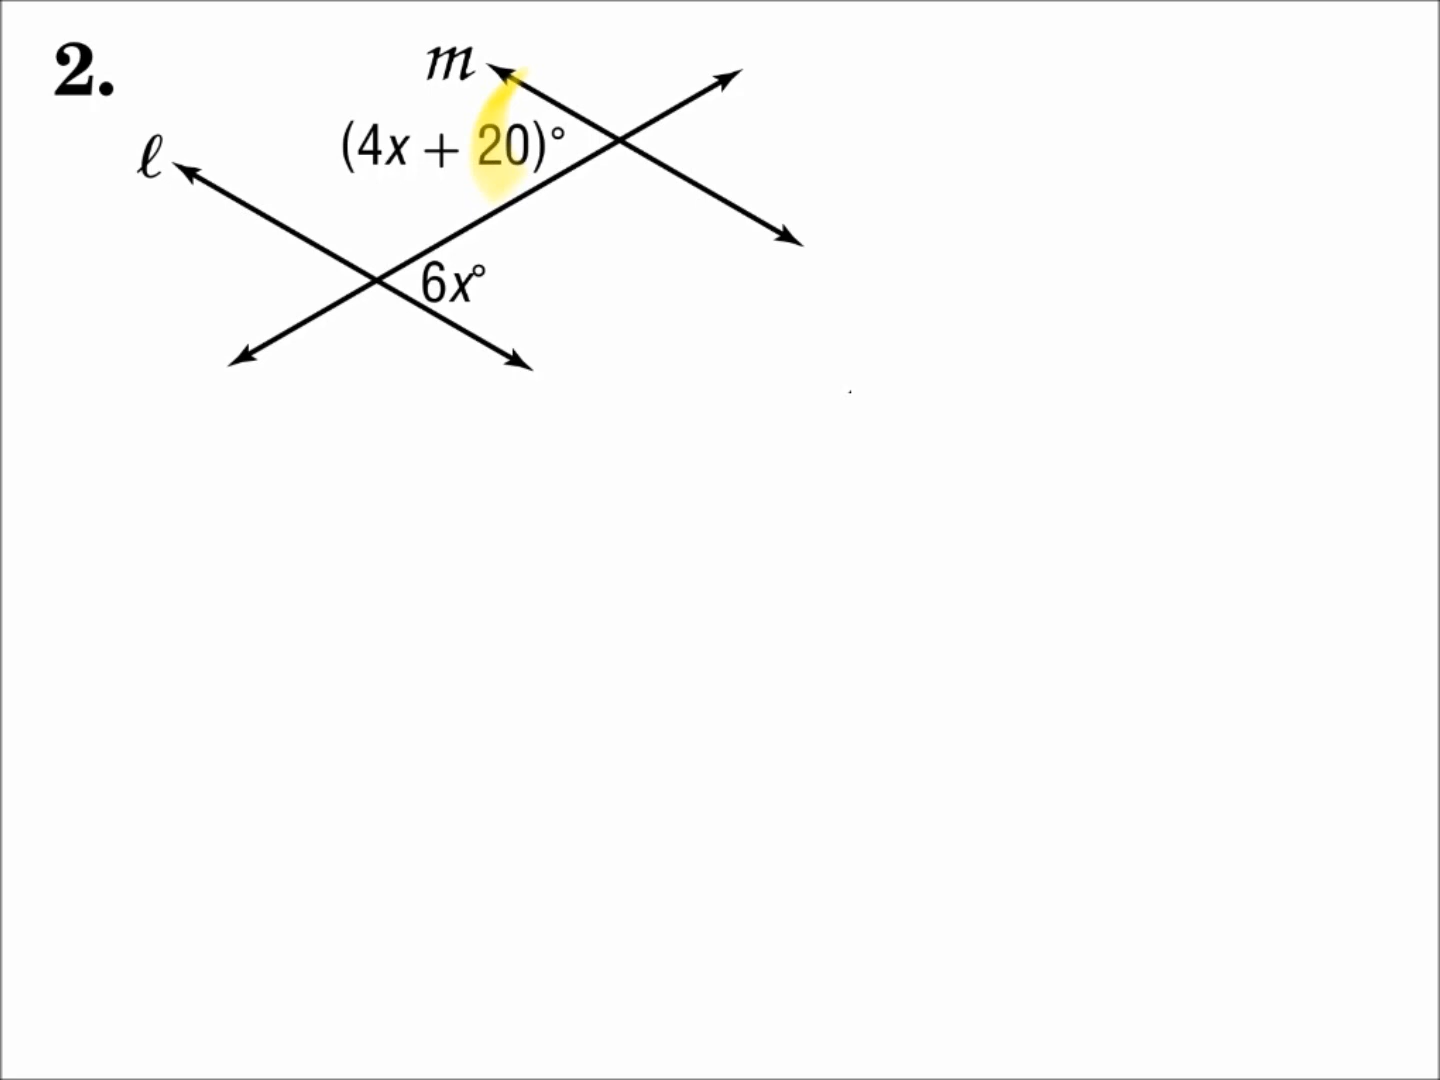 2.
m
(4x + 20)°
ℓ
6x°